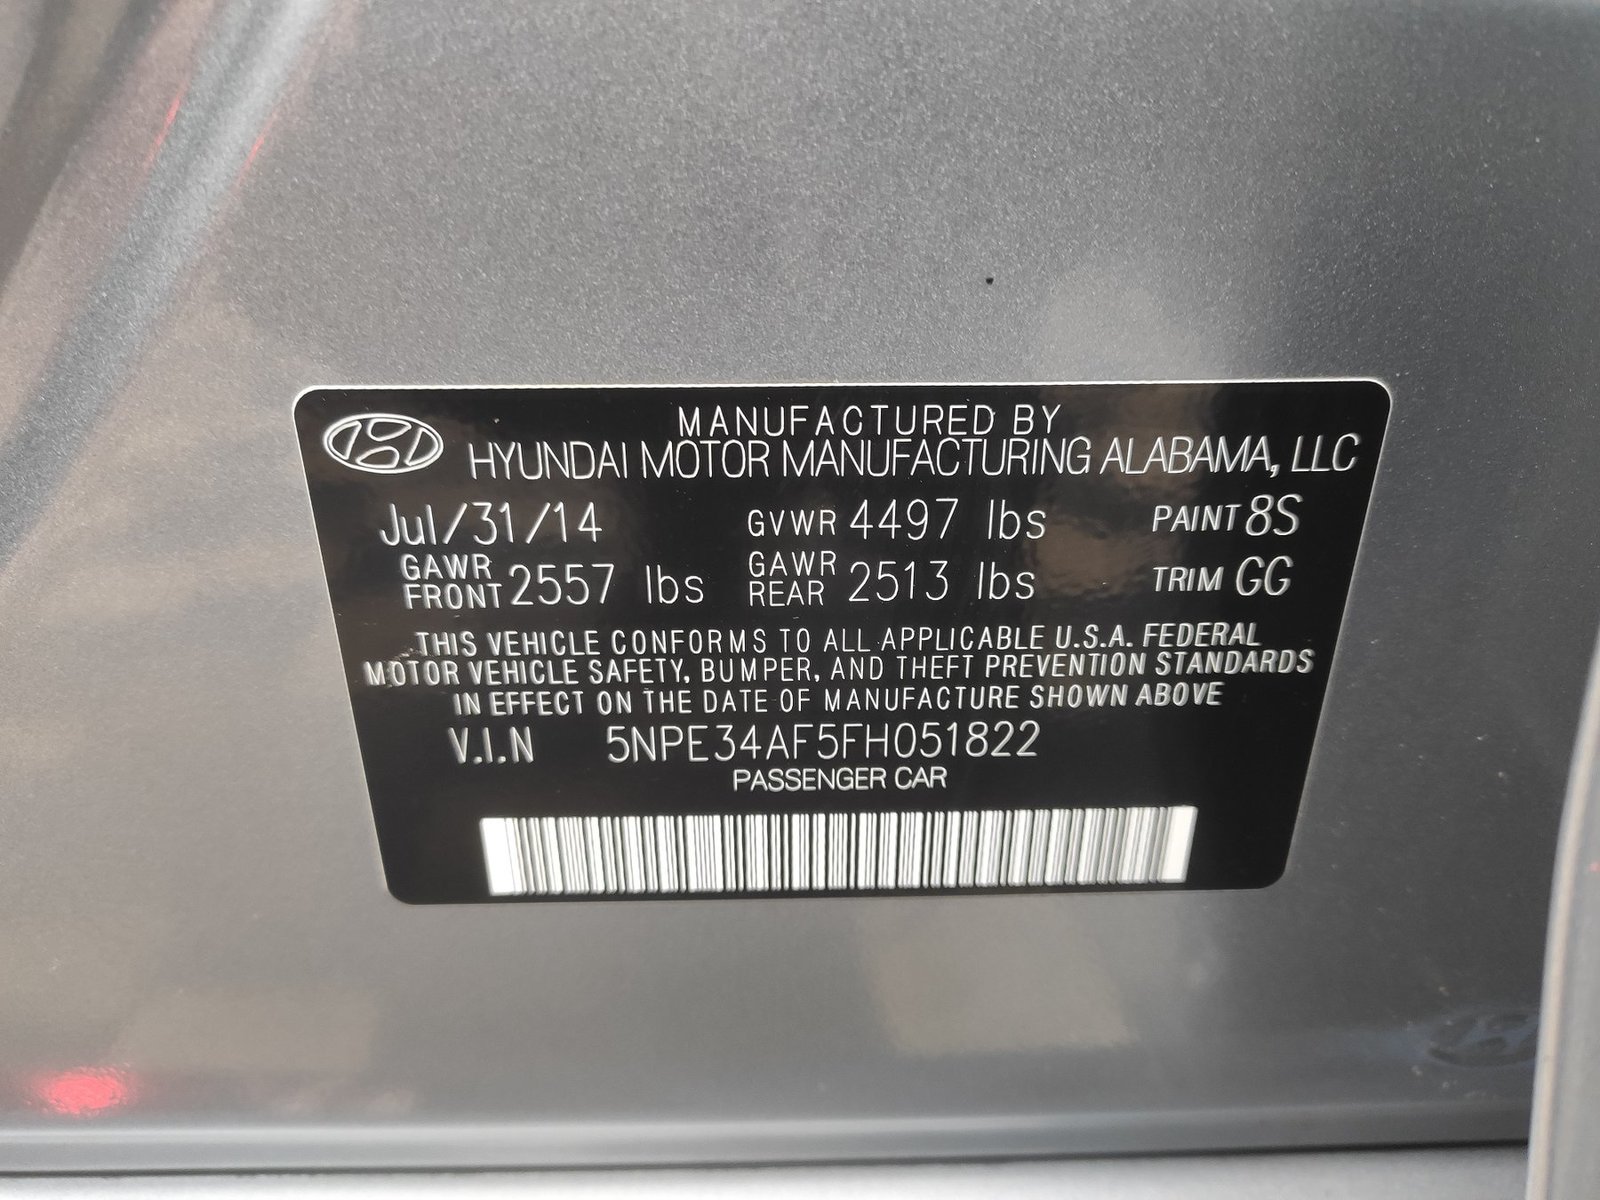 MANUFACTURED BY
HYUNDAI MOTOR MANUFACTURING ALABAMA, LLC
Jul/31/14 GVWR 4497 lbs PAINT 8S
GAWR FRONT 2557 lbs GAWR REAR 2513 lbs TRIM GG
THIS VEHICLE CONFORMS TO ALL APPLICABLE U.S.A. FEDERAL
MOTOR VEHICLE SAFETY, BUMPER, AND THEFT PREVENTION STANDARDS
IN EFFECT ON THE DATE OF MANUFACTURE SHOWN ABOVE
V.I.N 5NPE34AF5FH051822
PASSENGER CAR